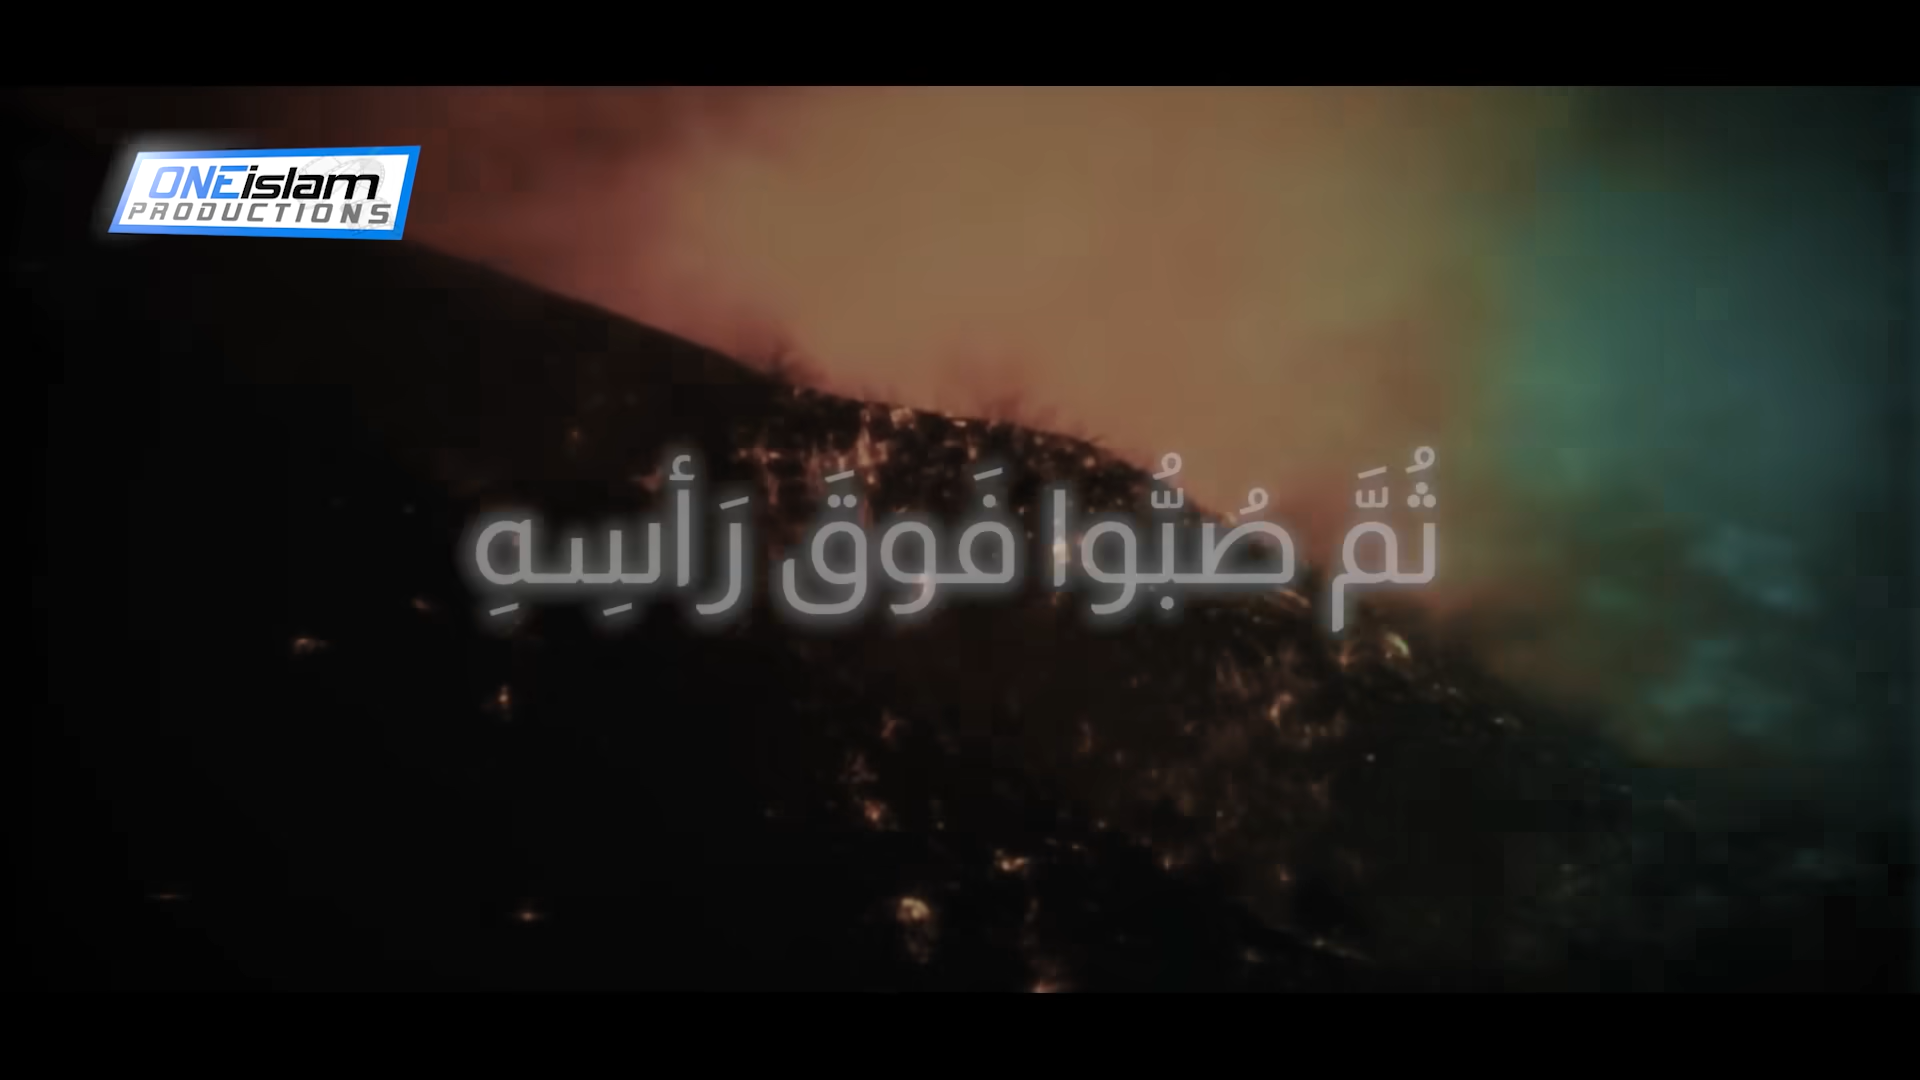 ONEislam
PRODUCTIONS
ثُمَّ صُبُّوا فَوقَ رَأسِهِ